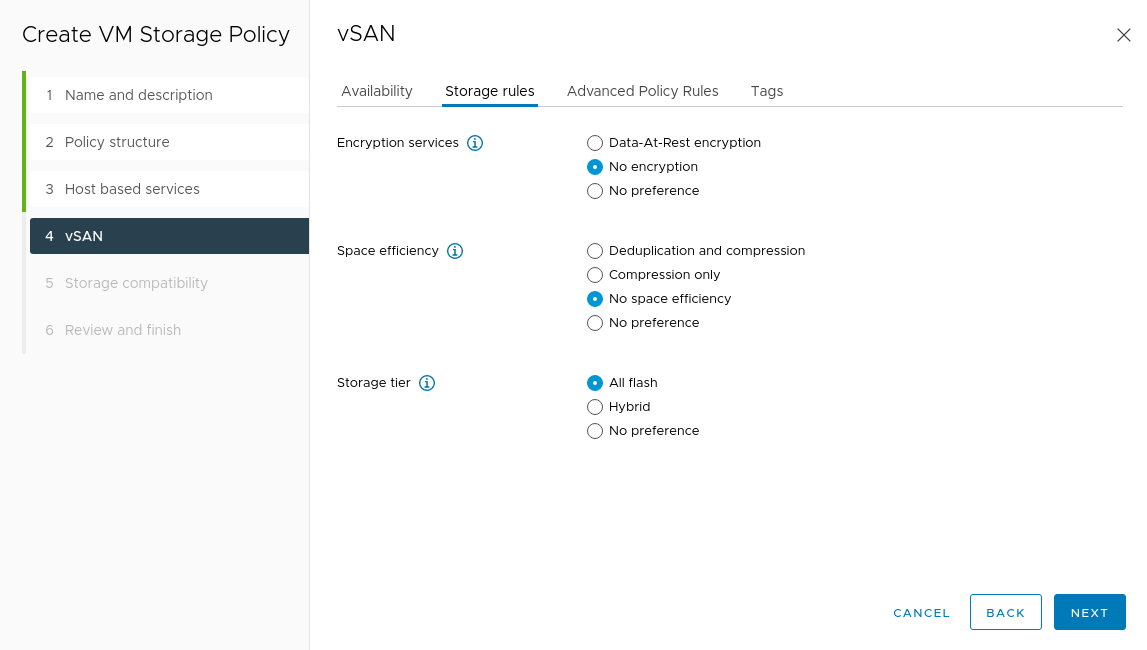 Create VM Storage Policy
1 Name and description
2 Policy structure
3 Host based services
4 vSAN
5 Storage compatibility
6 Review and finish
vSAN
Availability Storage rules Advanced Policy Rules Tags
Encryption services
Data-At-Rest encryption
No encryption
No preference
Space efficiency
Deduplication and compression
Compression only
No space efficiency
No preference
Storage tier
All flash
Hybrid
No preference
CANCEL BACK NEXT